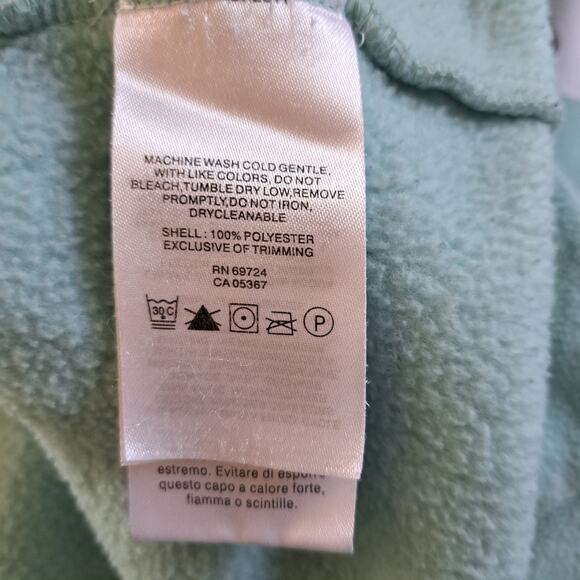 MACHINE WASH COLD GENTLE,
WITH LIKE COLORS, DO NOT
BLEACH,TUMBLE DRY LOW,REMOVE
PROMPTLY,DO NOT IRON,
DRYCLEANABLE
SHELL : 100% POLYESTER
EXCLUSIVE OF TRIMMING
RN 69724
CA 05367
30 C P
estremo. Evitare di esporre
questo capo a calore forte,
fiamma o scintille.